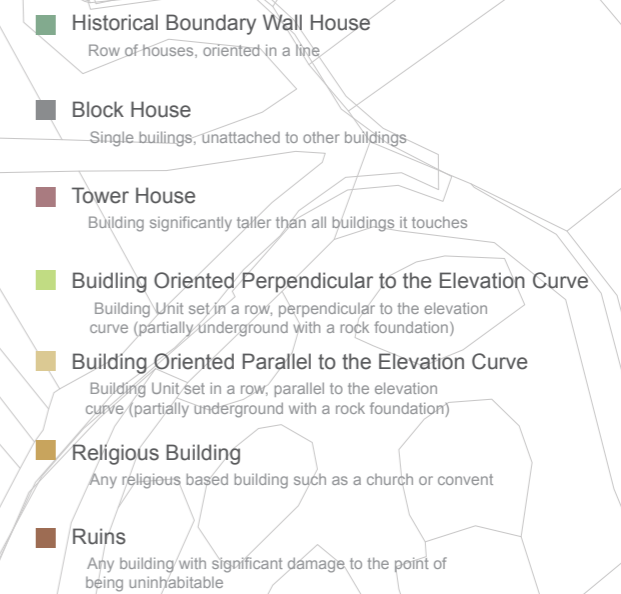 Historical Boundary Wall House
Row of houses, oriented in a line
Block House
Single builings, unattached to other buildings
Tower House
Building significantly taller than all buildings it touches
Buidling Oriented Perpendicular to the Elevation Curve
Building Unit set in a row, perpendicular to the elevation
curve (partially underground with a rock foundation)
Building Oriented Parallel to the Elevation Curve
Building Unit set in a row, parallel to the elevation
curve (partially underground with a rock foundation)
Religious Building
Any religious based building such as a church or convent
Ruins
Any building with significant damage to the point of
being uninhabitable